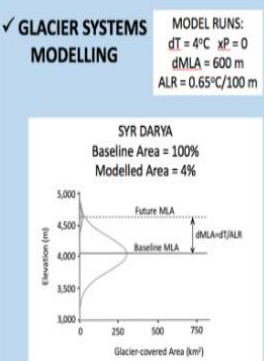 ✓ GLACIER SYSTEMS
MODELLING
MODEL RUNS:
dT = 4°C xP = 0
dMLA = 600 m
ALR = 0.65°C/100 m
SYR DARYA
Baseline Area = 100%
Modelled Area = 4%
5,000
4,500
4,000
3,500
3,000
Elevation (m)
Future MLA
dMLA=dT/ALR
Baseline MLA
0 250 500 750
Glacier-covered Area (km²)